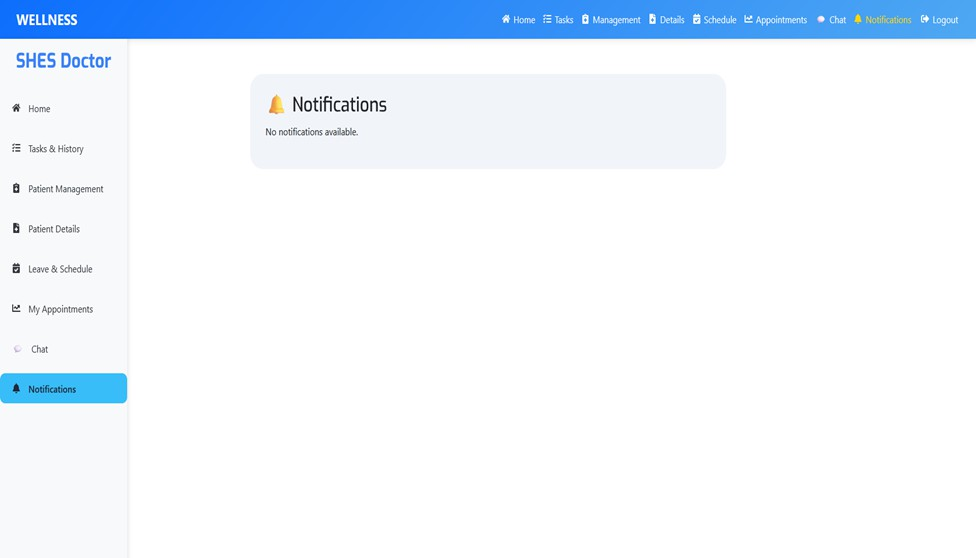 WELLNESS
Home Tasks Management Details Schedule Appointments Chat Notifications Logout
SHES Doctor
Home
Tasks & History
Patient Management
Patient Details
Leave & Schedule
My Appointments
Chat
Notifications
Notifications
No notifications available.